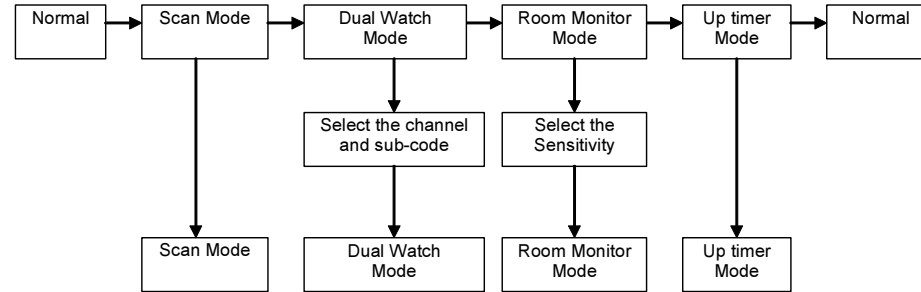 Normal
Scan Mode
Dual Watch
Mode
Room Monitor
Mode
Up timer
Mode
Normal
Select the channel
and sub-code
Select the
Sensitivity
Scan Mode
Dual Watch
Mode
Room Monitor
Mode
Up timer
Mode